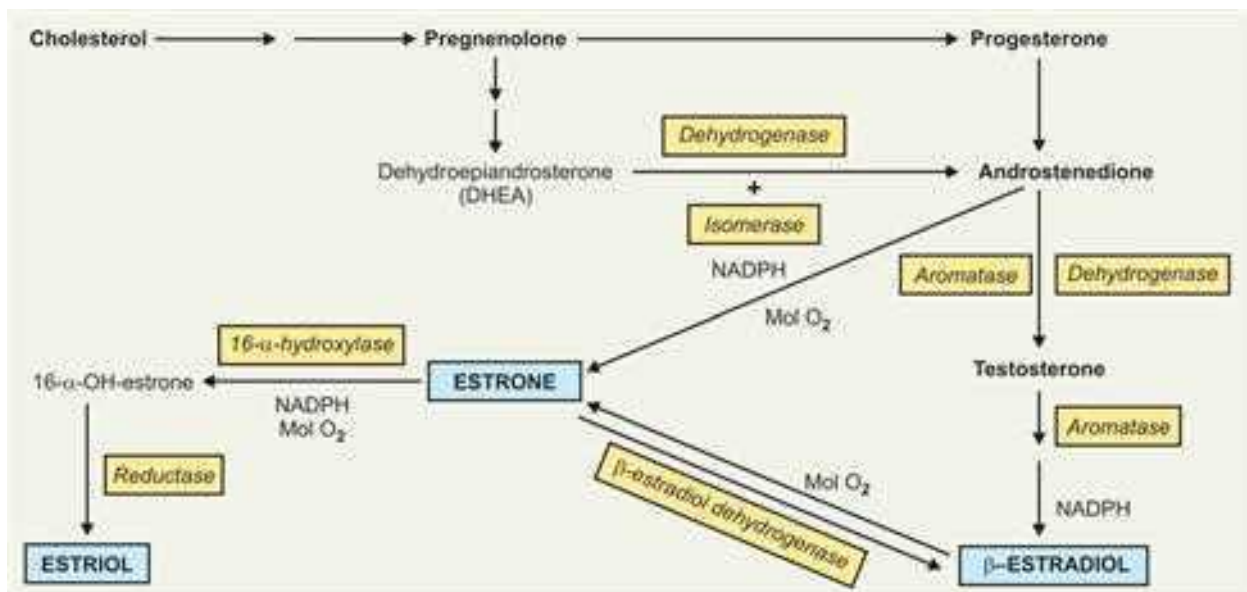 Cholesterol
Pregnenolone
Progesterone
Dehydroepiandrosterone
(DHEA)
Dehydrogenase
+
Isomerase
Androstenedione
NADPH
Mol O₂
Aromatase
Dehydrogenase
Testosterone
16-α-hydroxylase
16-α-OH-estrone
ESTRONE
NADPH
Mol O₂
Aromatase
Reductase
β-estradiol dehydrogenase
Mol O₂
NADPH
ESTRIOL
β–ESTRADIOL